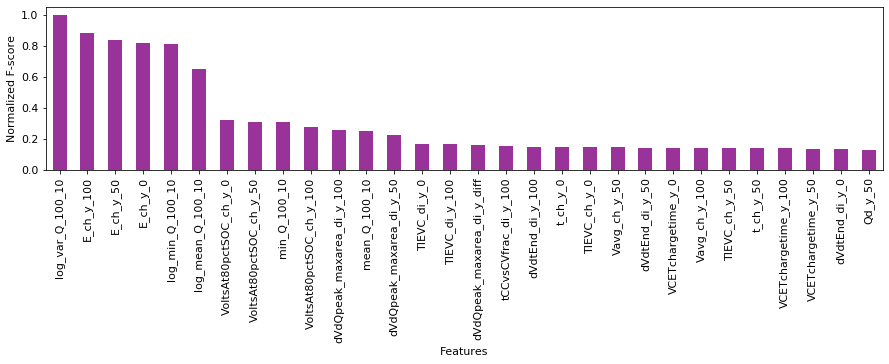 1.0
0.8
0.6
0.4
0.2
0.0
Normalized F-score
log_var_Q_100_10
E_ch_y_100
E_ch_y_50
E_ch_y_0
log_min_Q_100_10
log_mean_Q_100_10
VoltsAt80pctSOC_ch_y_0
VoltsAt80pctSOC_ch_y_50
min_Q_100_10
VoltsAt80pctSOC_ch_y_100
dVdQpeak_maxarea_di_y_100
mean_Q_100_10
dVdQpeak_maxarea_di_y_50
TIEVC_di_y_0
TIEVC_di_y_100
dVdQpeak_maxarea_di_y_diff
tCCvsCVfrac_di_y_100
dVdtEnd_di_y_100
t_ch_y_0
TIEVC_ch_y_0
Vavg_ch_y_50
dVdtEnd_di_y_50
VCETchargetime_y_0
Vavg_ch_y_100
TIEVC_ch_y_50
t_ch_y_50
VCETchargetime_y_100
VCETchargetime_y_50
dVdtEnd_di_y_0
Qd_y_50
Features